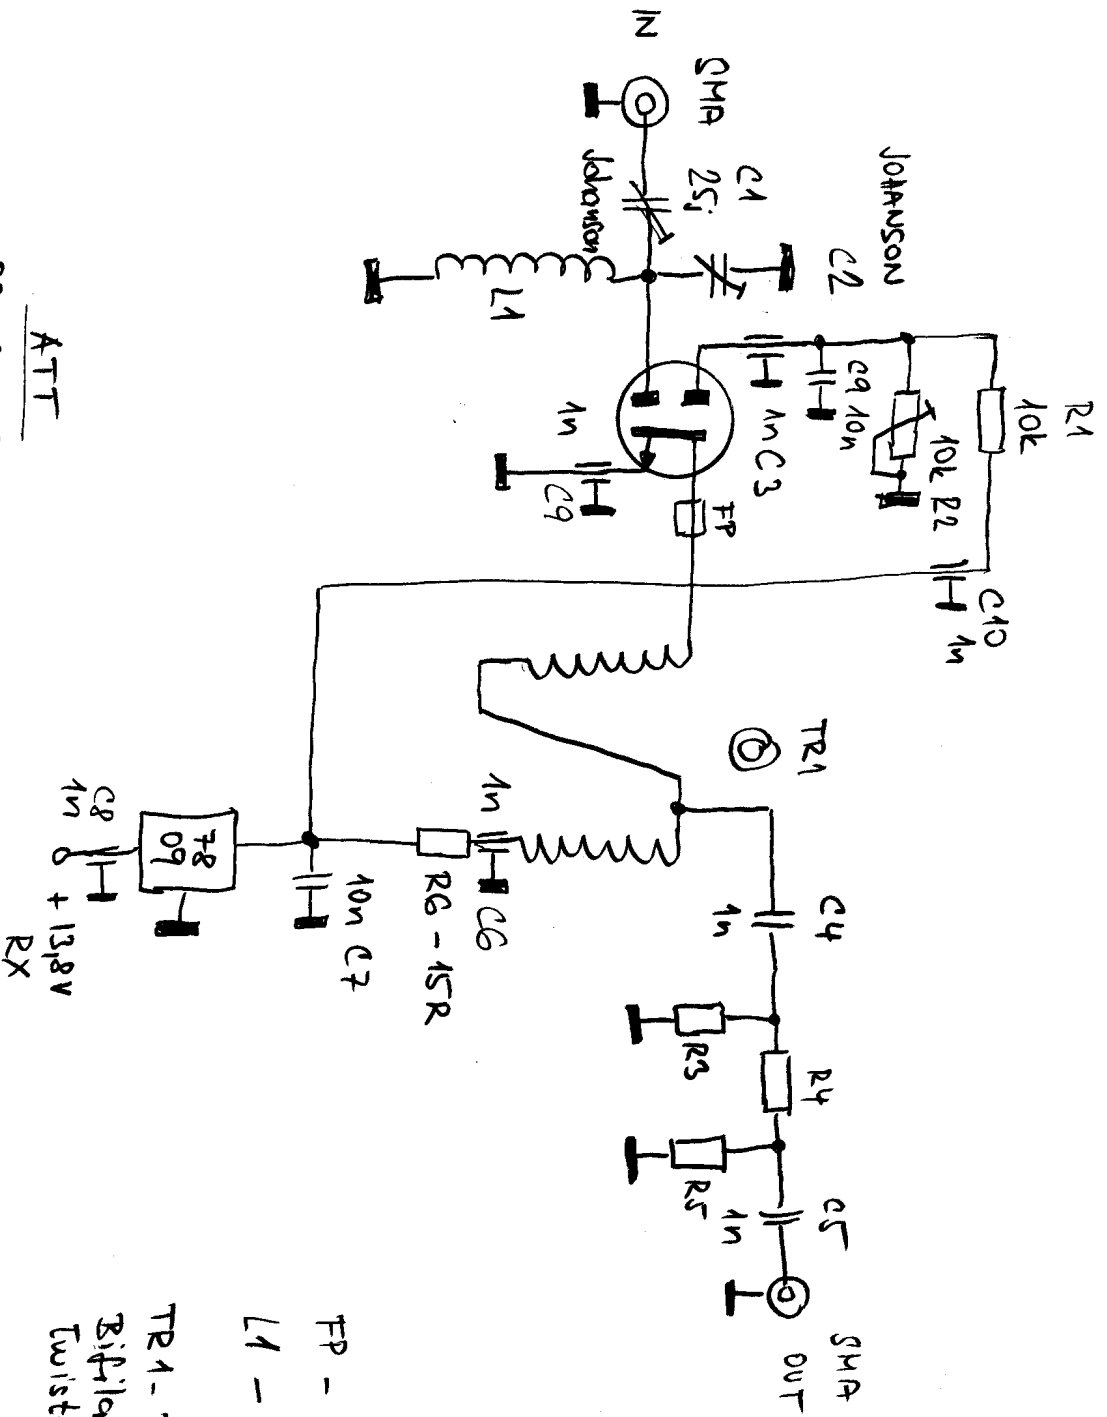 IN
SMA
C1
25j
Johanson
JOHANSON
C2
L1
C9 10n
10k R2
R1
10k
1n C3
1n
C9
FP
C10
1n
TR1
C4
1n
1n
C6
R6 - 15R
10n C7
78
09
C8
1n
+ 13,8V
RX
R3
R4
R5
C5
1n
SMA
OUT
ATT
FP -
L1 -
TR1 -
Bifila
Twist